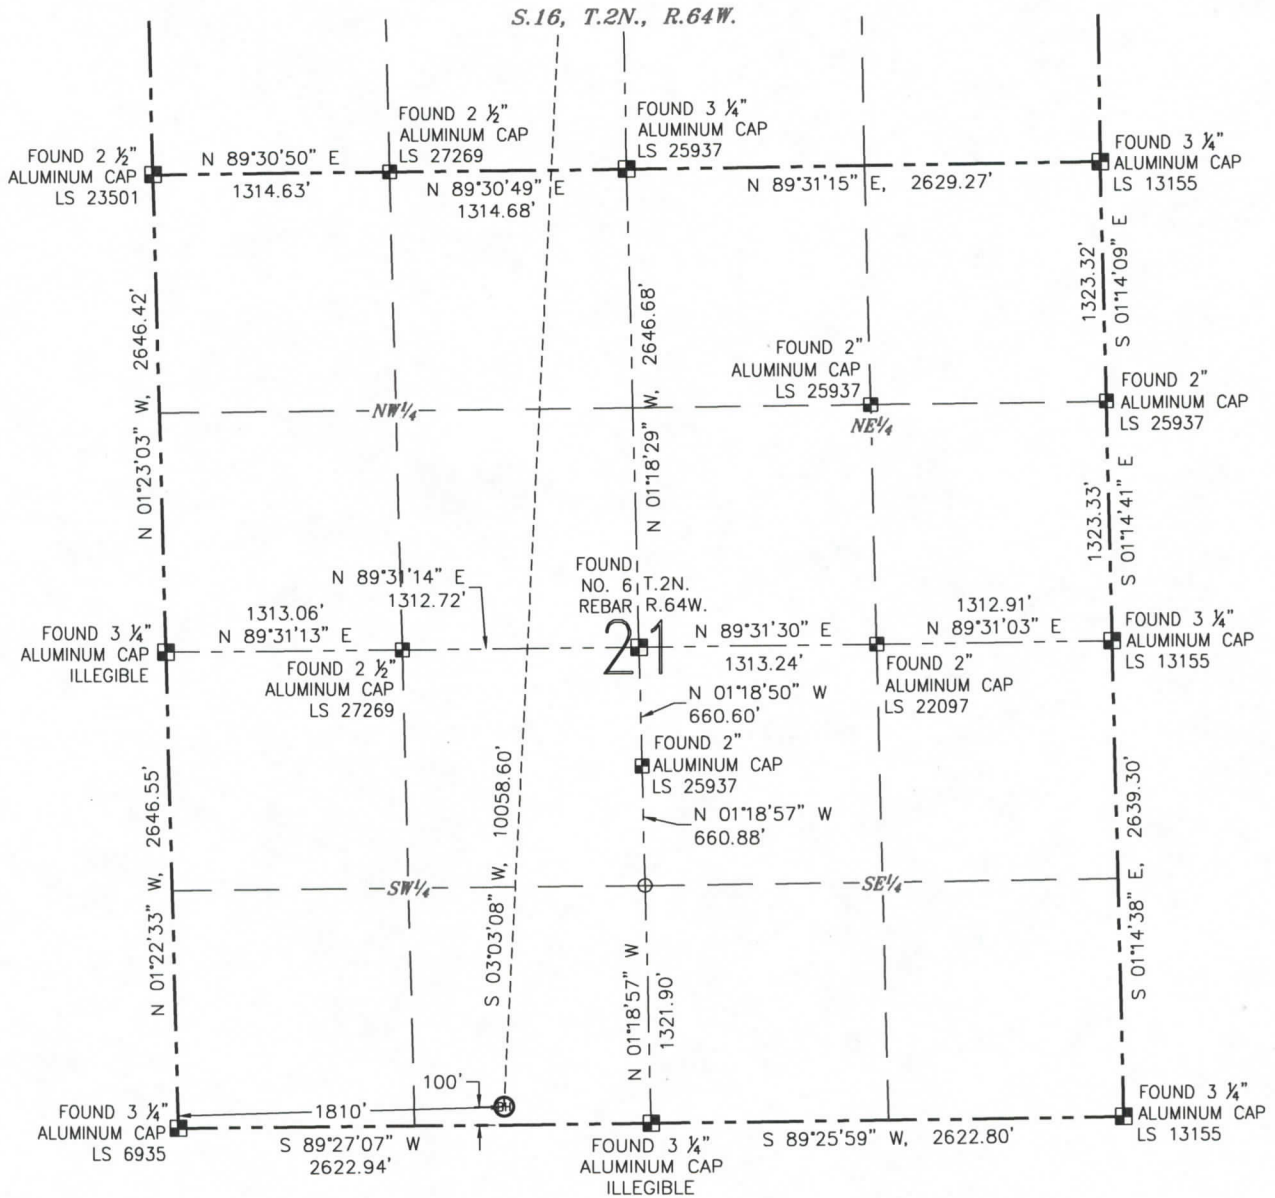 S.16, T.2N., R.64W.
FOUND 2 ½"
ALUMINUM CAP
LS 23501
N 89°30'50" E
1314.63'
FOUND 2 ½"
ALUMINUM CAP
LS 27269
N 89°30'49" E
1314.68'
FOUND 3 ¼"
ALUMINUM CAP
LS 25937
N 89°31'15" E, 2629.27'
FOUND 3 ¼"
ALUMINUM CAP
LS 13155
N 01°23'03" W, 2646.42'
N 01°18'29" W, 2646.68'
S 01°14'09" E
1323.32'
FOUND 2"
ALUMINUM CAP
LS 25937
FOUND 2"
ALUMINUM CAP
LS 25937
NW¼
NE¼
S 01°14'41" E
1323.33'
FOUND 3 ¼"
ALUMINUM CAP
ILLEGIBLE
1313.06'
N 89°31'13" E
N 89°31'14" E
1312.72'
FOUND 2 ½"
ALUMINUM CAP
LS 27269
FOUND
NO. 6
REBAR
T.2N.
R.64W.
21
N 89°31'30" E
1313.24'
1312.91'
N 89°31'03" E
FOUND 2"
ALUMINUM CAP
LS 22097
FOUND 3 ¼"
ALUMINUM CAP
LS 13155
N 01°18'50" W
660.60'
FOUND 2"
ALUMINUM CAP
LS 25937
N 01°18'57" W
660.88'
N 01°22'33" W, 2646.55'
S 03°03'08" W, 10058.60'
S 01°14'38" E, 2639.30'
SW¼
SE¼
N 01°18'57" W
1321.90'
100'
1810'
BH
FOUND 3 ¼"
ALUMINUM CAP
LS 6935
S 89°27'07" W
2622.94'
FOUND 3 ¼"
ALUMINUM CAP
ILLEGIBLE
S 89°25'59" W, 2622.80'
FOUND 3 ¼"
ALUMINUM CAP
LS 13155